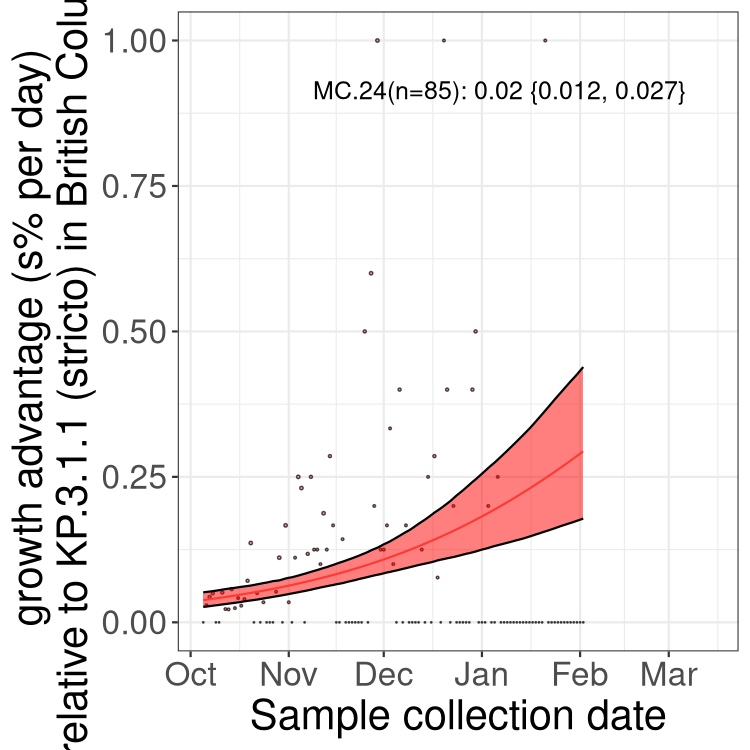 growth advantage (s% per day)
relative to KP.3.1.1 (stricto) in British Colu
1.00
0.75
0.50
0.25
0.00
MC.24(n=85): 0.02 {0.012, 0.027}
Oct Nov Dec Jan Feb Mar
Sample collection date